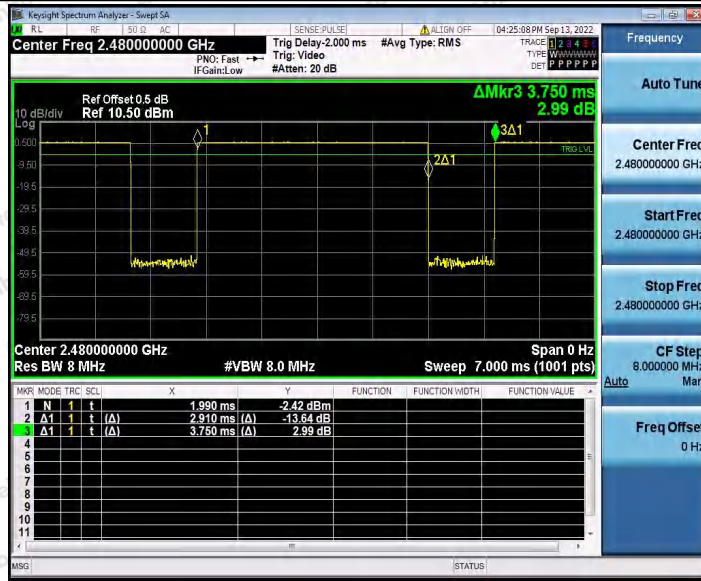 Keysight Spectrum Analyzer - Swept SA
RL RF 50 Ω AC SENSE:PULSE ALIGN OFF 04:25:08 PM Sep 13, 2022
Center Freq 2.480000000 GHz
PNO: Fast
IFGain:Low
Trig Delay-2.000 ms
Trig: Video
#Atten: 20 dB
#Avg Type: RMS
TRACE 1 2 3 4 5 6
TYPE WWWWWW
DET P P P P P P
ΔMkr3 3.750 ms
2.99 dB
Ref Offset 0.5 dB
10 dB/div Ref 10.50 dBm
Log
1
3Δ1
2Δ1
TRIG LVL
0.500
-9.50
-19.5
-29.5
-39.5
-49.5
-59.5
-69.5
-79.5
Center 2.480000000 GHz Span 0 Hz
Res BW 8 MHz #VBW 8.0 MHz Sweep 7.000 ms (1001 pts)
MKR MODE TRC SCL X Y FUNCTION FUNCTION WIDTH FUNCTION VALUE
1 N 1 t 1.990 ms -2.42 dBm
2 Δ1 1 t (Δ) 2.910 ms (Δ) -13.64 dB
3 Δ1 1 t (Δ) 3.750 ms (Δ) 2.99 dB
4
5
6
7
8
9
10
11
MSG STATUS
Frequency
Auto Tune
Center Freq
2.480000000 GHz
Start Freq
2.480000000 GHz
Stop Freq
2.480000000 GHz
CF Step
8.000000 MHz
Auto Man
Freq Offset
0 Hz